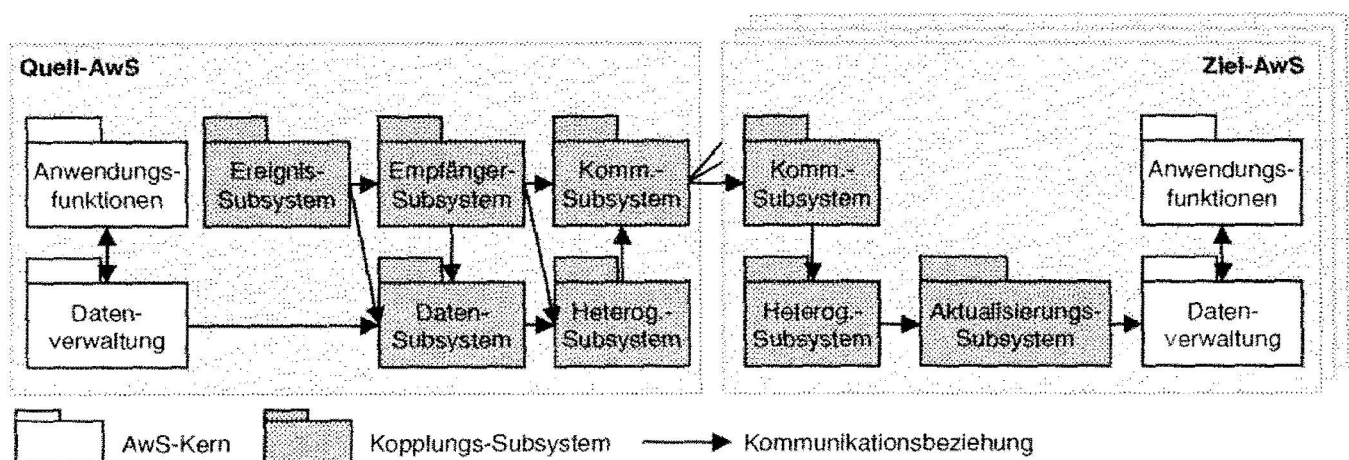 Quell-AwS
Ziel-AwS
Anwendungs-
funktionen
Ereignis-
Subsystem
Empfänger-
Subsystem
Komm.-
Subsystem
Komm.-
Subsystem
Anwendungs-
funktionen
Daten-
verwaltung
Daten-
Subsystem
Heterog.-
Subsystem
Heterog.-
Subsystem
Aktualisierungs-
Subsystem
Daten-
verwaltung
AwS-Kern
Kopplungs-Subsystem
Kommunikationsbeziehung